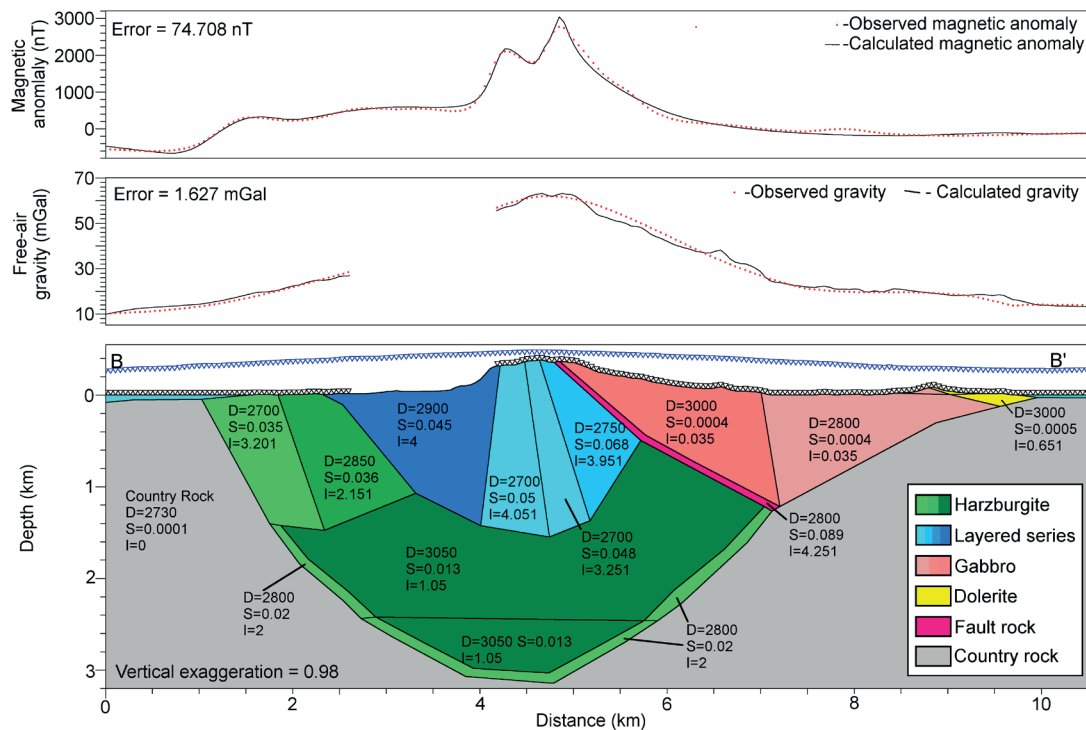 3000
2000
1000
0
Magnetic
anomlaly (nT)
Error = 74.708 nT
-Observed magnetic anomaly
-Calculated magnetic anomaly
70
50
30
10
Free-air
gravity (mGal)
Error = 1.627 mGal
-Observed gravity
- Calculated gravity
B
B'
0
1
2
3
Depth (km)
D=2700
S=0.035
I=3.201
D=2850
S=0.036
I=2.151
D=2900
S=0.045
I=4
D=2700
S=0.05
I=4.051
D=2750
S=0.068
I=3.951
D=2700
S=0.048
I=3.251
D=3000
S=0.0004
I=0.035
D=2800
S=0.0004
I=0.035
D=3000
S=0.0005
I=0.651
Country Rock
D=2730
S=0.0001
I=0
D=2800
S=0.089
I=4.251
D=3050
S=0.013
I=1.05
D=2800
S=0.02
I=2
D=2800
S=0.02
I=2
D=3050 S=0.013
I=1.05
Vertical exaggeration = 0.98
Harzburgite
Layered series
Gabbro
Dolerite
Fault rock
Country rock
0
2
4
6
8
10
Distance (km)